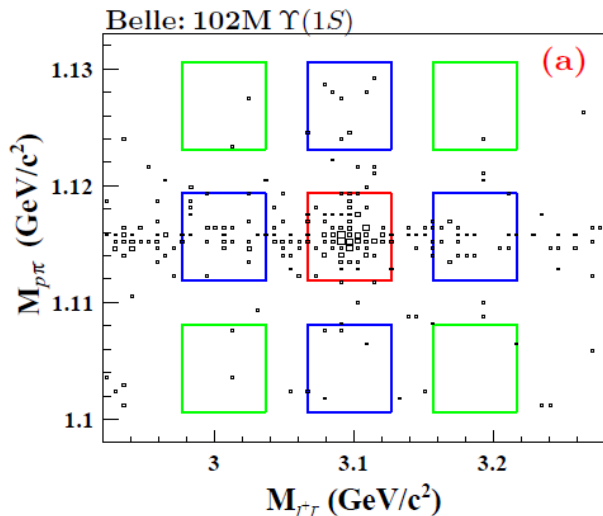 Belle: 102M Υ(1S)
(a)
1.13
1.12
1.11
1.1
M_{pπ} (GeV/c²)
3
3.1
3.2
M_{l⁺l⁻} (GeV/c²)